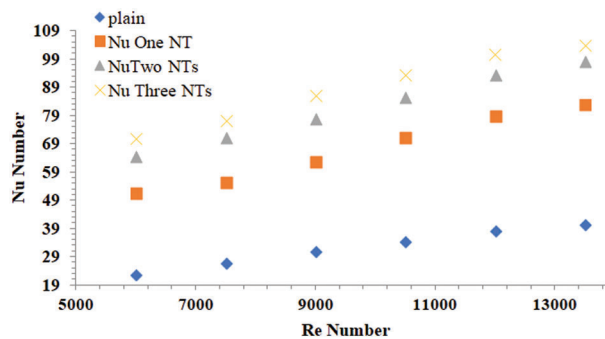 plain
Nu One NT
NuTwo NTs
Nu Three NTs
109
99
89
79
69
59
49
39
29
19
Nu Number
5000 7000 9000 11000 13000
Re Number